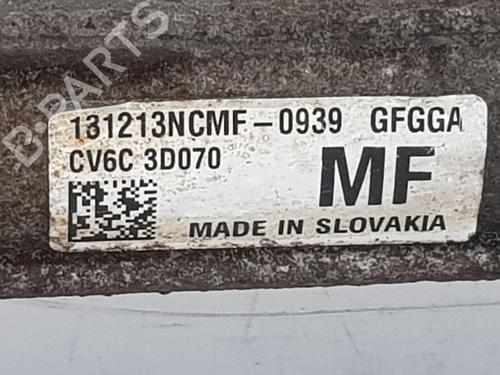 B-PARTS
131213NCMF-0939 GFGGA
CV6C 3D070
MF
MADE IN SLOVAKIA